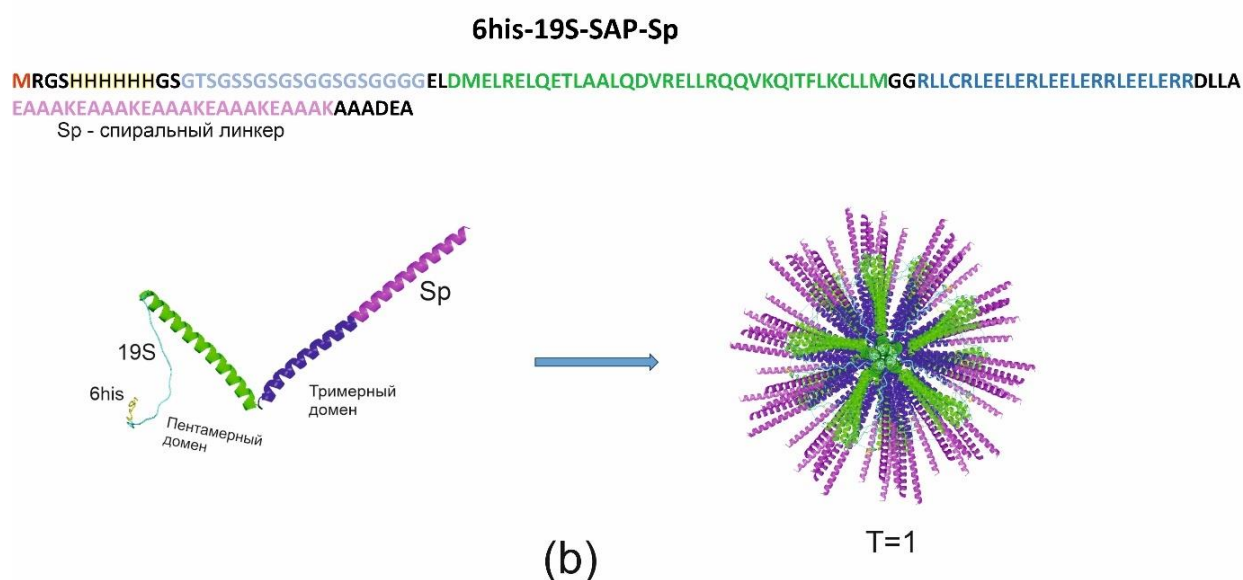 6his-19S-SAP-Sp
MRGSHHHHHHGSGTSGSSGSGSGGSGSGGGGELDMELRELQETLAALQDVRELLRQQVKQITFLKCLLMGGRLLCRLEELERLEELERRLEELERRDLLA
EAAAKEAAAKEAAAKEAAAKEAAAKAAADEA
Sp - спиральный линкер
Sp
19S
6his
Тримерный
домен
Пентамерный
домен
T=1
(b)